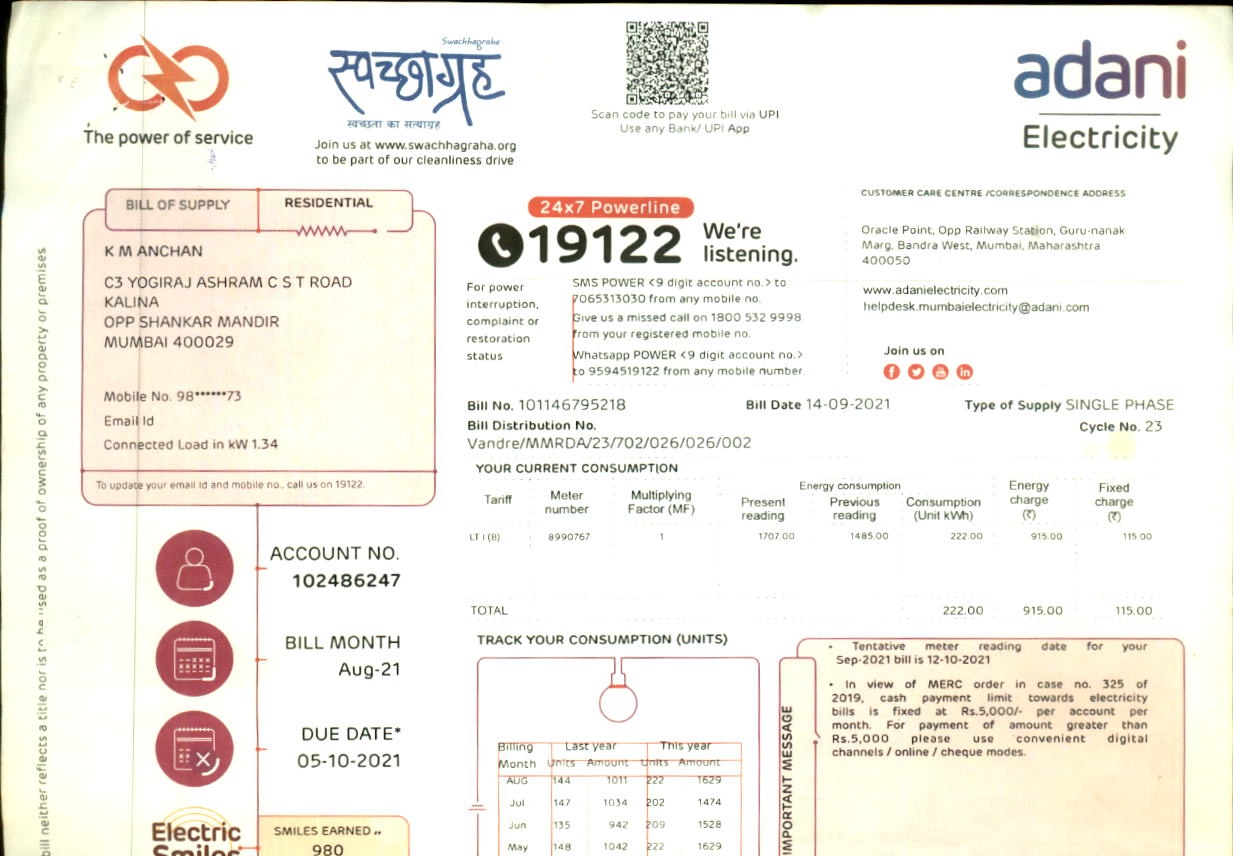 The power of service
Swachhagraha
स्वच्छाग्रह
स्वच्छता का सत्याग्रह
Join us at www.swachhagraha.org
to be part of our cleanliness drive
Scan code to pay your bill via UPI
Use any Bank/ UPI App
adani
Electricity
BILL OF SUPPLY
RESIDENTIAL
K M ANCHAN
C3 YOGIRAJ ASHRAM C S T ROAD
KALINA
OPP SHANKAR MANDIR
MUMBAI 400029
Mobile No. 98******73
Email Id
Connected Load in kW 1.34
To update your email Id and mobile no., call us on 19122.
24x7 Powerline
19122 We're
listening.
For power
interruption,
complaint or
restoration
status
SMS POWER <9 digit account no.> to
7065313030 from any mobile no.
Give us a missed call on 1800 532 9998
from your registered mobile no.
Whatsapp POWER <9 digit account no.>
to 9594519122 from any mobile number
CUSTOMER CARE CENTRE /CORRESPONDENCE ADDRESS
Oracle Point, Opp Railway Station, Guru-nanak
Marg, Bandra West, Mumbai, Maharashtra
400050
www.adanielectricity.com
helpdesk.mumbaielectricity@adani.com
Join us on
Bill No. 101146795218 Bill Date 14-09-2021 Type of Supply SINGLE PHASE
Bill Distribution No. Cycle No. 23
Vandre/MMRDA/23/702/026/026/002
YOUR CURRENT CONSUMPTION
Tariff
Meter
number
Multiplying
Factor (MF)
Energy consumption
Present
reading
Previous
reading
Consumption
(Unit kWh)
Energy
charge
(₹)
Fixed
charge
(₹)
LT I (B) 8990767 1 1707.00 1485.00 222.00 915.00 115.00
TOTAL 222.00 915.00 115.00
ACCOUNT NO.
102486247
BILL MONTH
Aug-21
DUE DATE*
05-10-2021
Electric
Smiles
SMILES EARNED
980
TRACK YOUR CONSUMPTION (UNITS)
Billing Last year This year
Month Units Amount Units Amount
AUG 144 1011 222 1629
Jul 147 1034 202 1474
Jun 135 942 209 1528
May 148 1042 222 1629
IMPORTANT MESSAGE
• Tentative meter reading date for your
Sep-2021 bill is 12-10-2021
• In view of MERC order in case no. 325 of
2019, cash payment limit towards electricity
bills is fixed at Rs.5,000/- per account per
month. For payment of amount greater than
Rs.5,000 please use convenient digital
channels / online / cheque modes.
bill neither reflects a title nor is to be used as a proof of ownership of any property or premises